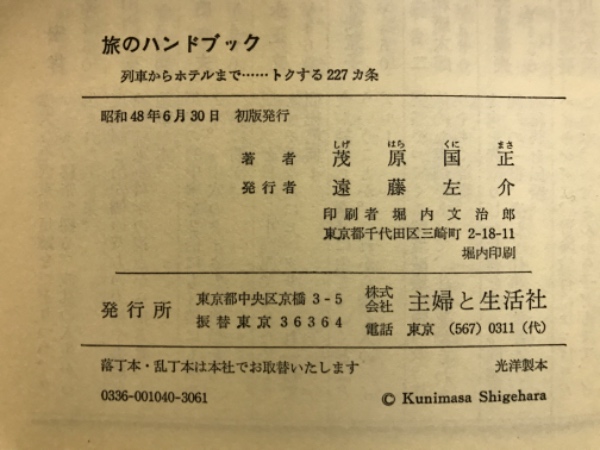 旅のハンドブック
列車からホテルまで……トクする227カ条
昭和48年6月30日 初版発行
しげ はら くに まさ
著者 茂原国正
発行者 遠藤左介
印刷者 堀内文治郎
東京都千代田区三崎町 2-18-11
堀内印刷
発行所 東京都中央区京橋 3-5 株式会社 主婦と生活社
振替東京36364 電話 東京 (567) 0311 (代)
落丁本・乱丁本は本社でお取替いたします 光洋製本
0336-001040-3061 © Kunimasa Shigehara